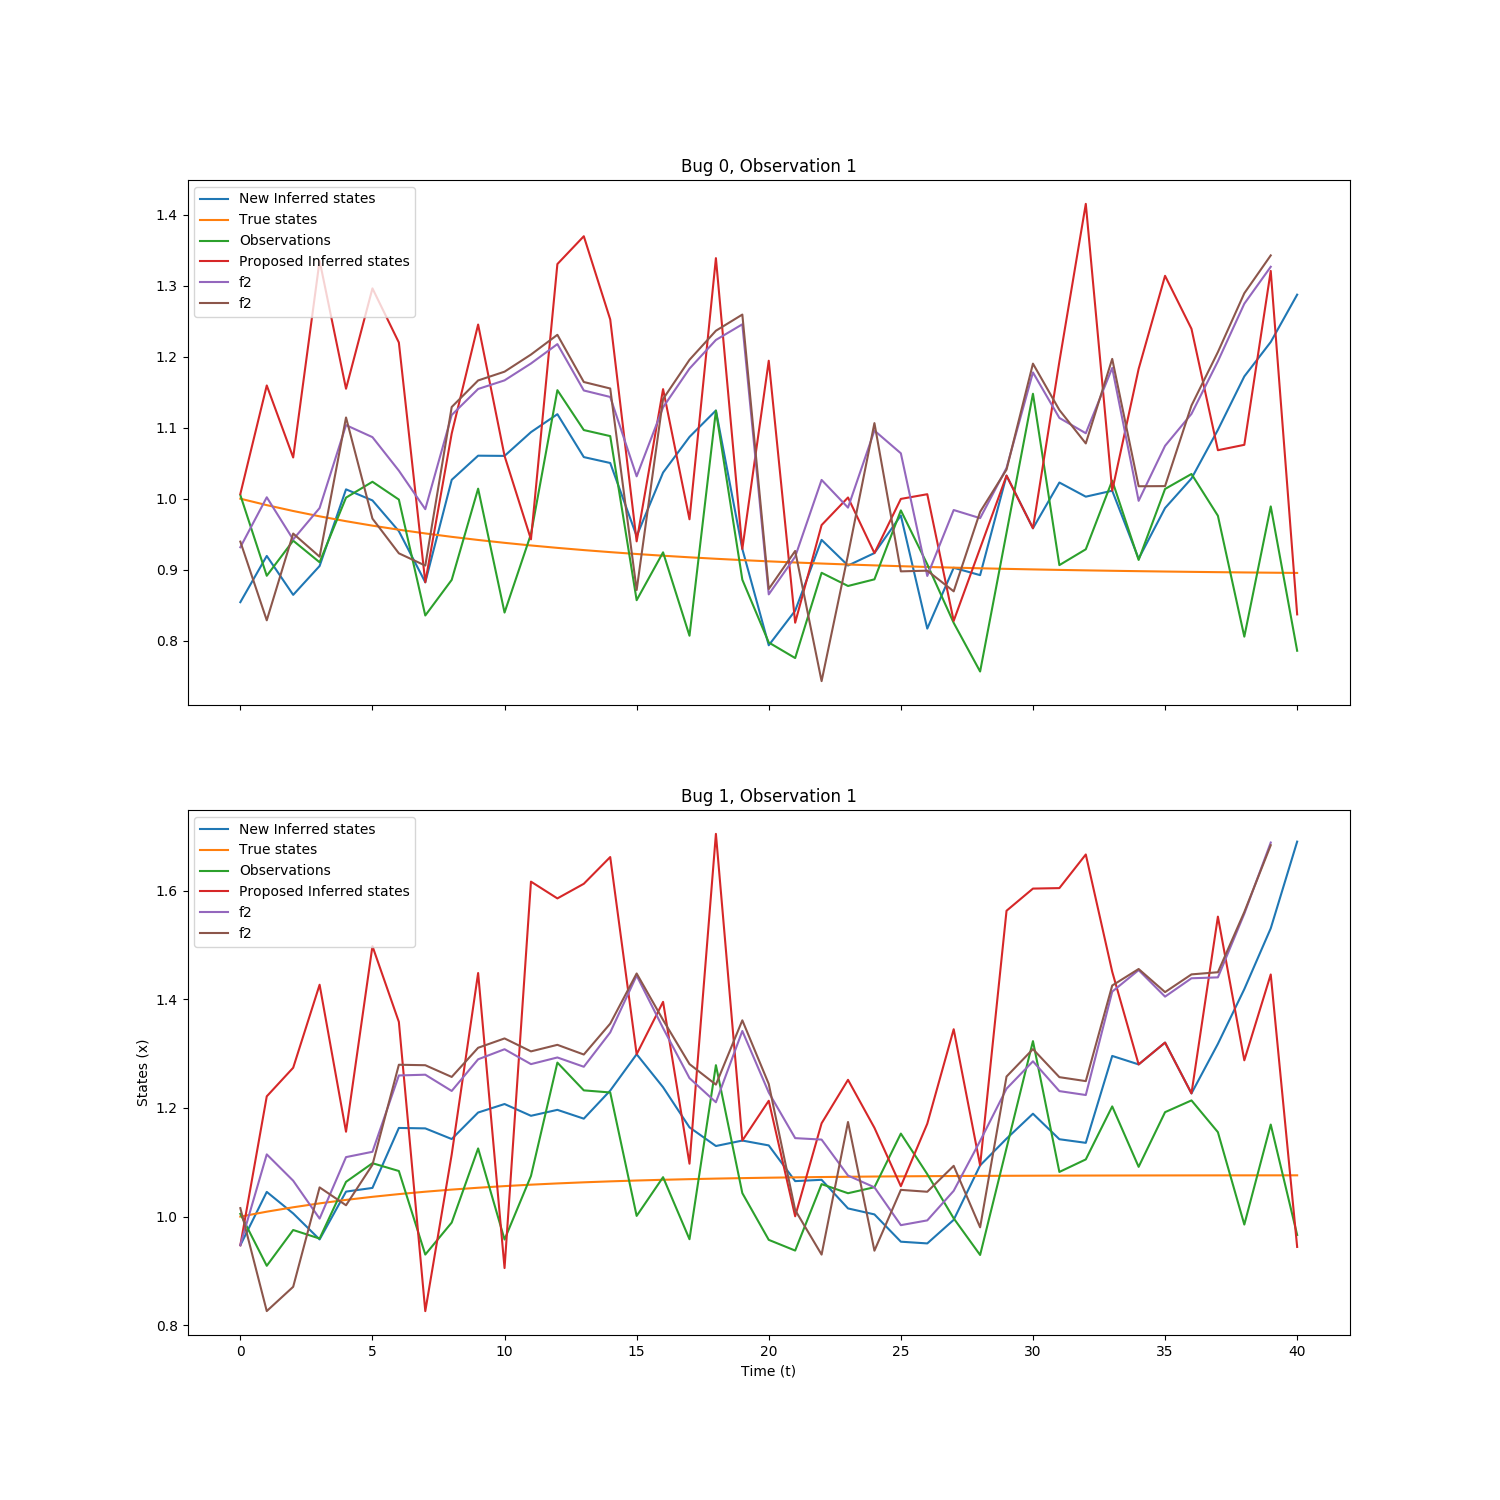 Bug 0, Observation 1
New Inferred states
True states
Observations
Proposed Inferred states
f2
f2
1.4
1.3
1.2
1.1
1.0
0.9
0.8
Bug 1, Observation 1
New Inferred states
True states
Observations
Proposed Inferred states
f2
f2
1.6
1.4
1.2
1.0
0.8
States (x)
0 5 10 15 20 25 30 35 40
Time (t)